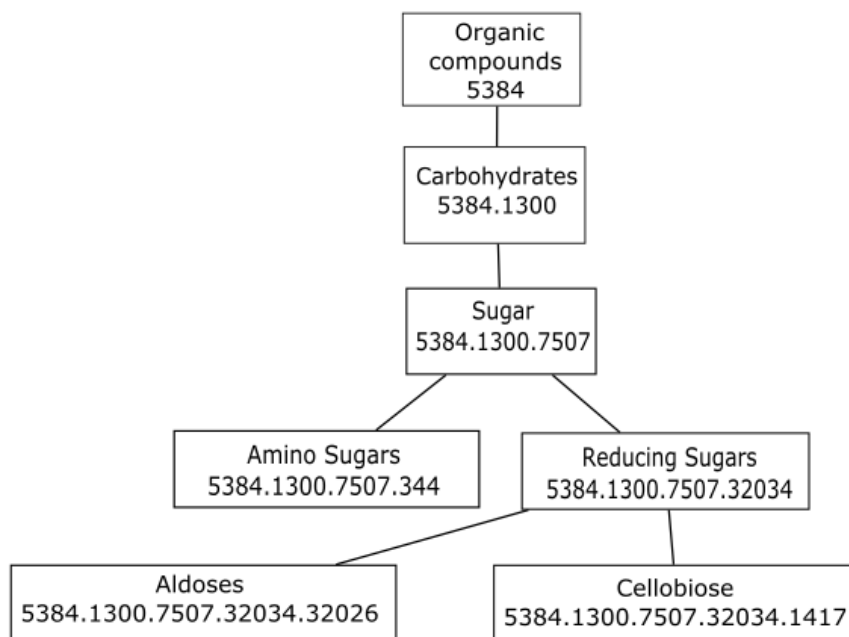 Organic
compounds
5384
Carbohydrates
5384.1300
Sugar
5384.1300.7507
Amino Sugars
5384.1300.7507.344
Reducing Sugars
5384.1300.7507.32034
Aldoses
5384.1300.7507.32034.32026
Cellobiose
5384.1300.7507.32034.1417